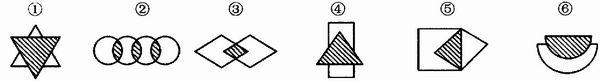 ① ② ③ ④ ⑤ ⑥